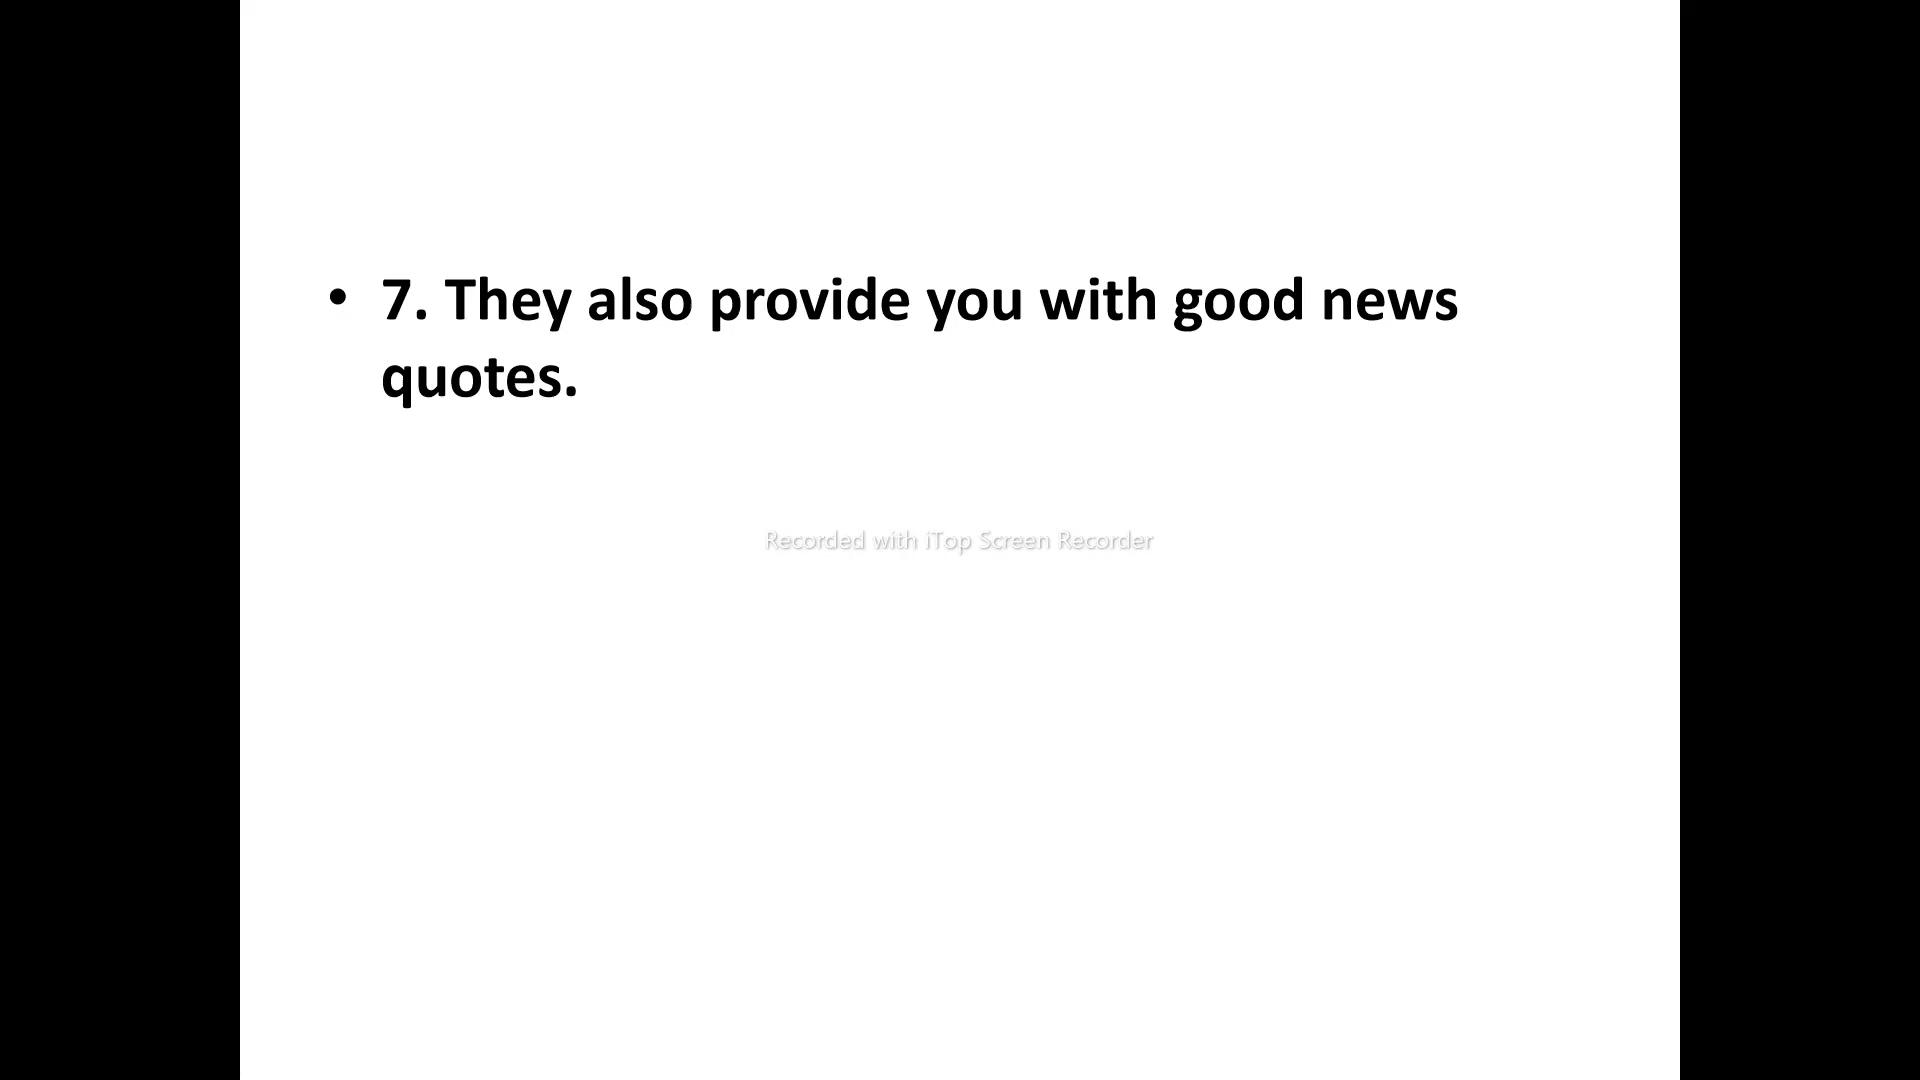 • 7. They also provide you with good news
quotes.
Recorded with iTop Screen Recorder